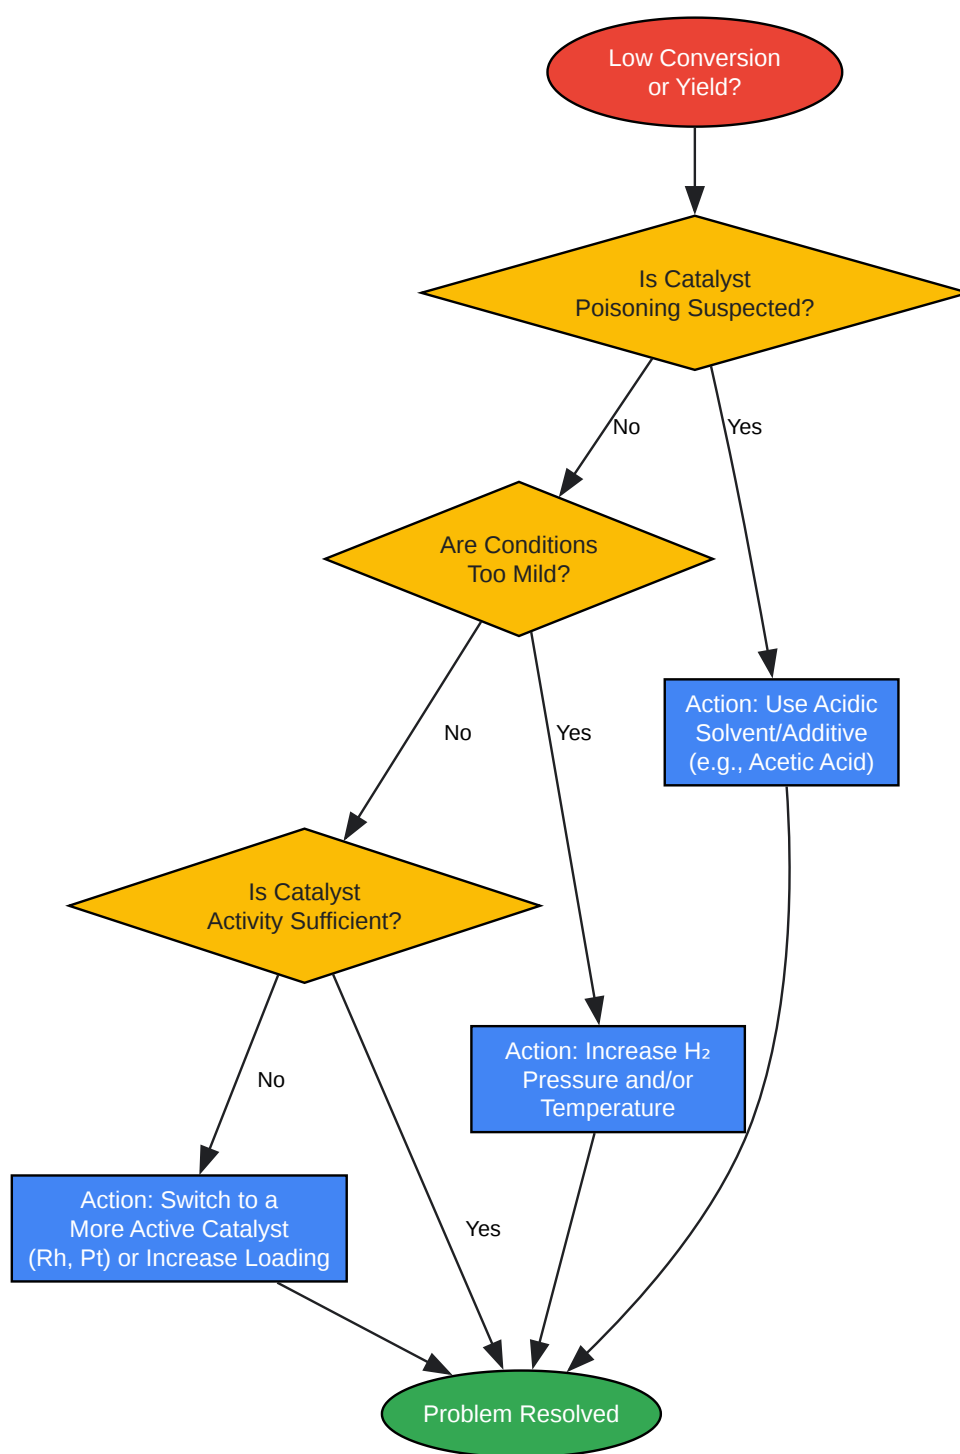 Low Conversion
or Yield?
Is Catalyst
Poisoning Suspected?
No
Yes
Are Conditions
Too Mild?
No
Yes
Action: Use Acidic
Solvent/Additive
(e.g., Acetic Acid)
Is Catalyst
Activity Sufficient?
No
Yes
Action: Increase H₂
Pressure and/or
Temperature
Action: Switch to a
More Active Catalyst
(Rh, Pt) or Increase Loading
Problem Resolved